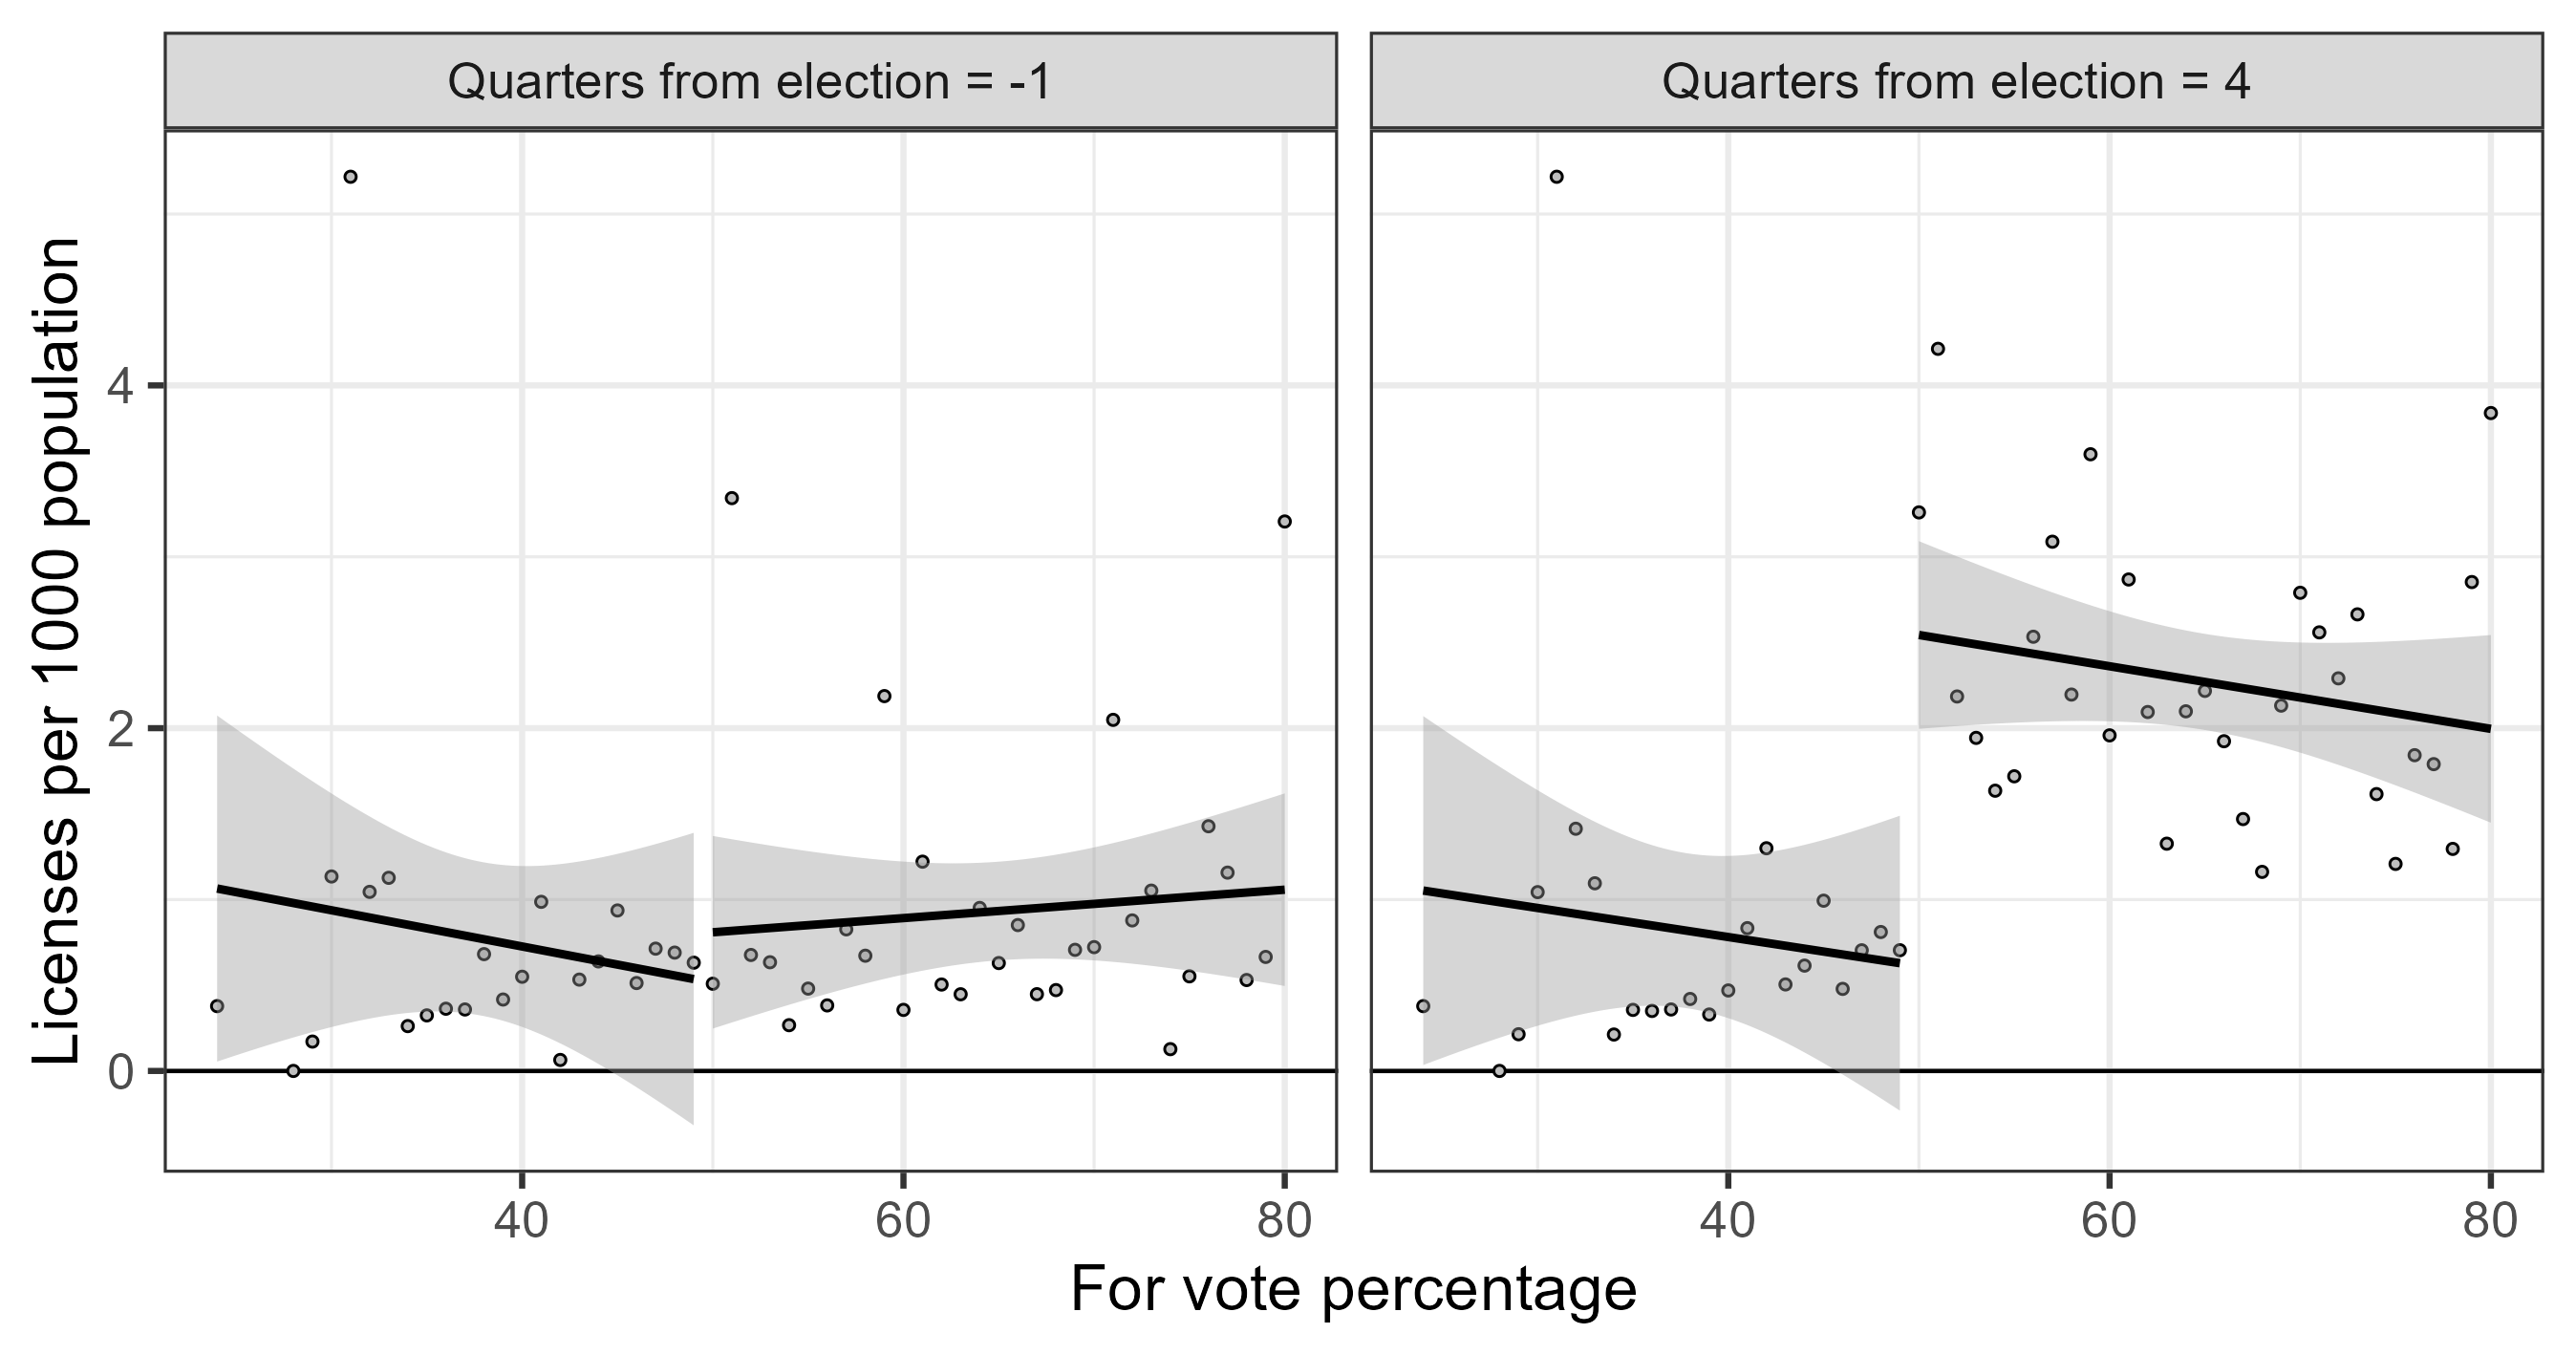 Quarters from election = -1
Quarters from election = 4
Licenses per 1000 population
4
2
0
40 60 80
40 60 80
For vote percentage